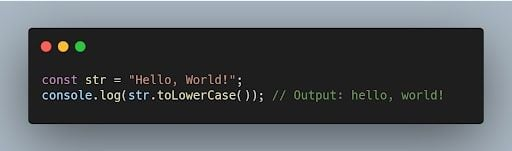 const str = "Hello, World!";
console.log(str.toLowerCase()); // Output: hello, world!